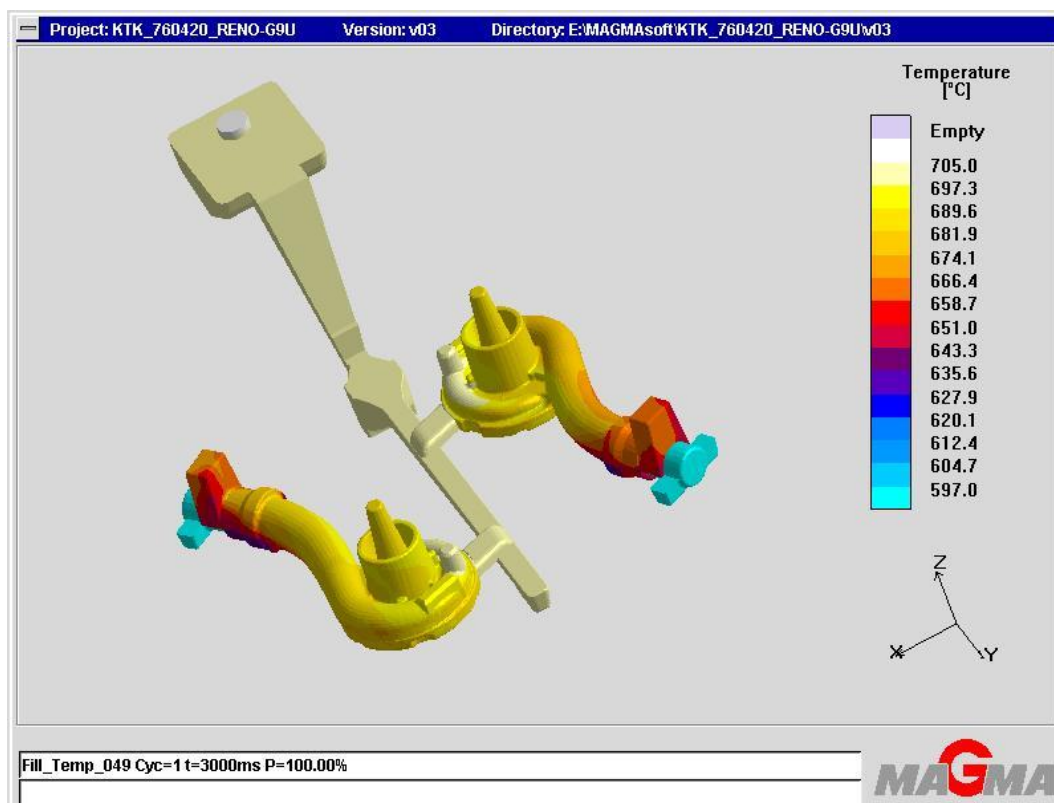 Project: KTK_760420_RENO-G9U Version: v03 Directory: E:\MAGMAsoft\KTK_760420_RENO-G9U\v03
Temperature
[°C]
Empty
705.0
697.3
689.6
681.9
674.1
666.4
658.7
651.0
643.3
635.6
627.9
620.1
612.4
604.7
597.0
Z
X
Y
Fill_Temp_049 Cyc=1 t=3000ms P=100.00%
MAGMA